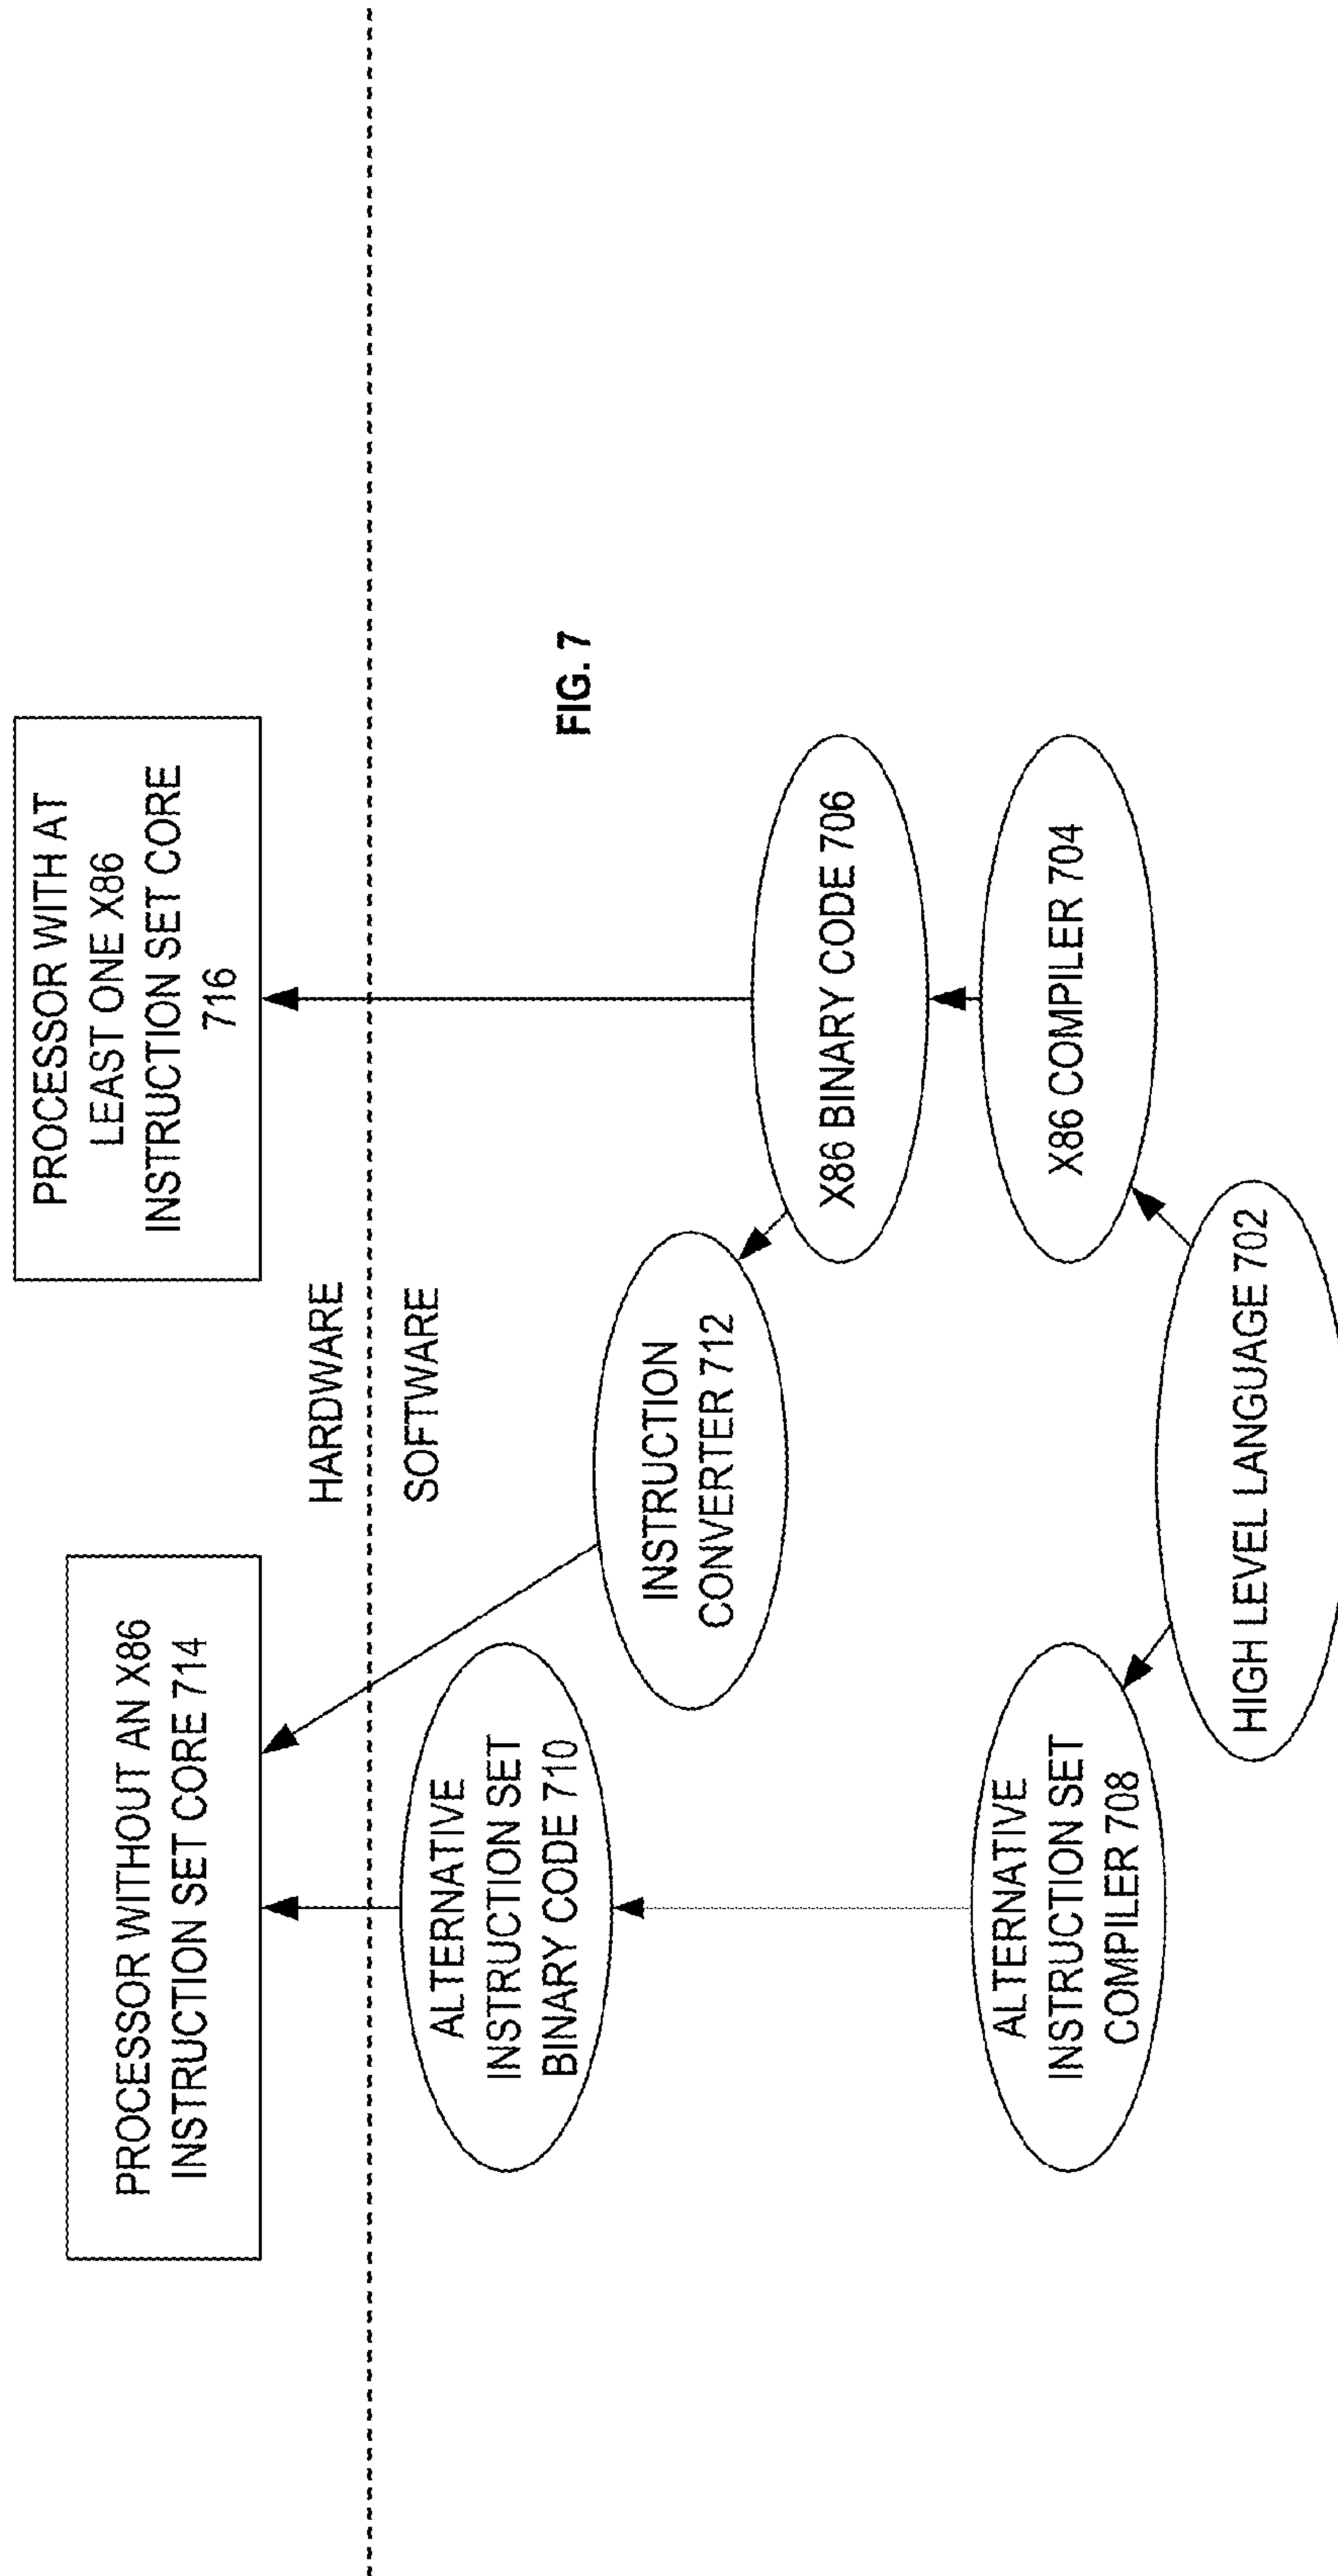 PROCESSOR WITHOUT AN X86
INSTRUCTION SET CORE 714
PROCESSOR WITH AT
LEAST ONE X86
INSTRUCTION SET CORE
716
HARDWARE
SOFTWARE
ALTERNATIVE
INSTRUCTION SET
BINARY CODE 710
INSTRUCTION
CONVERTER 712
FIG. 7
X86 BINARY CODE 706
ALTERNATIVE
INSTRUCTION SET
COMPILER 708
X86 COMPILER 704
HIGH LEVEL LANGUAGE 702